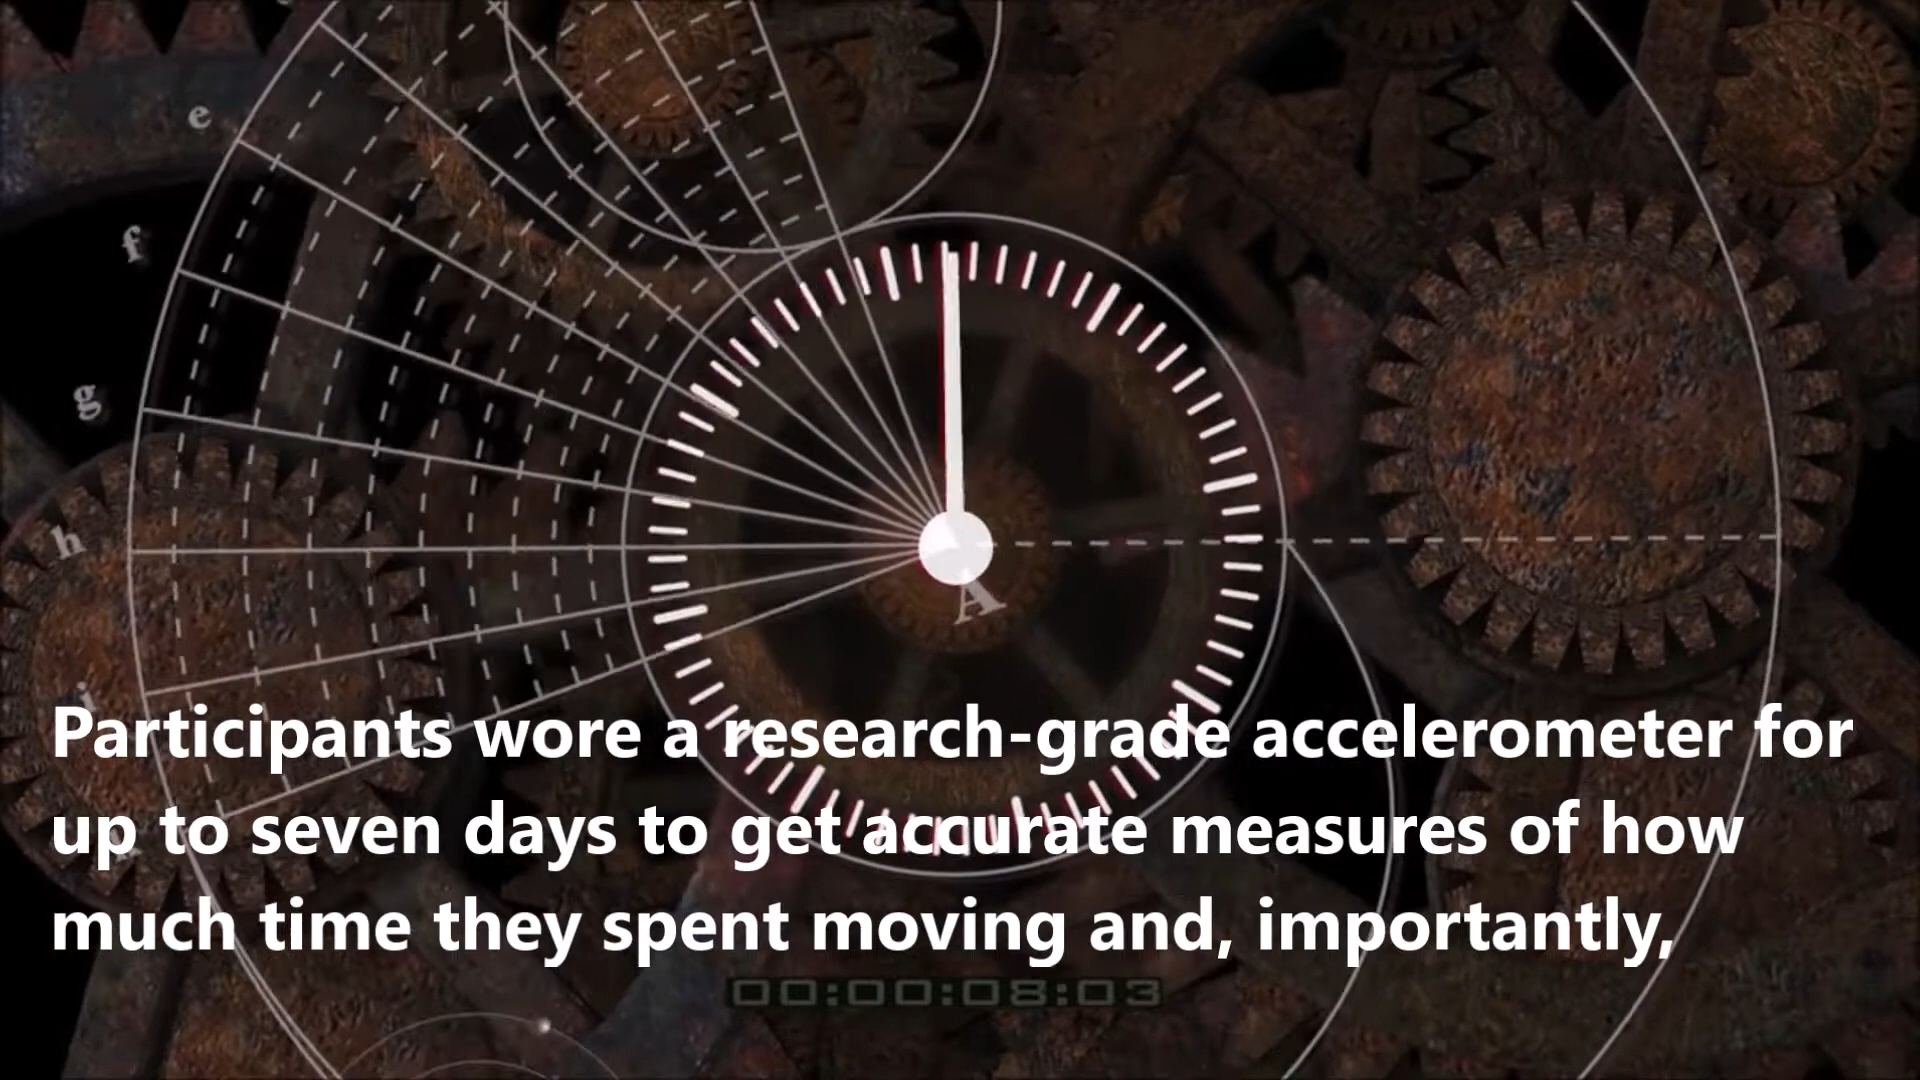 e
f
g
h
i
A
Participants wore a research-grade accelerometer for
up to seven days to get accurate measures of how
much time they spent moving and, importantly,
00:00:08:03